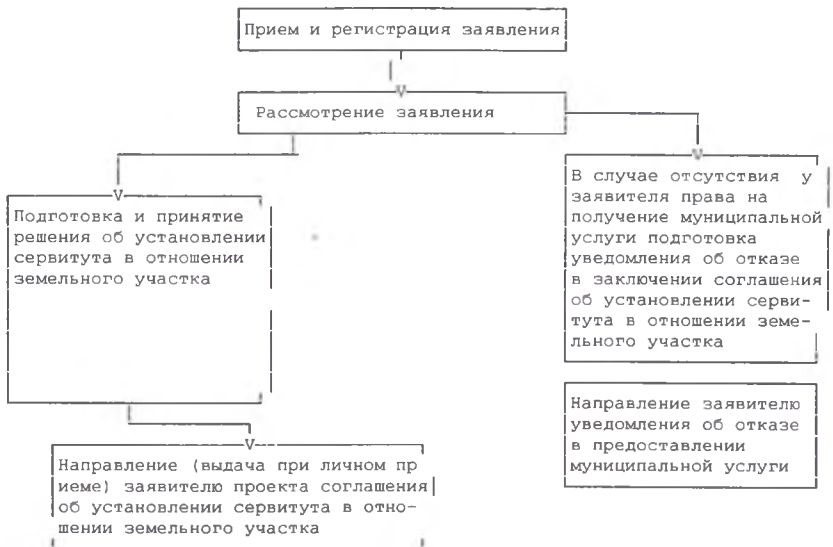 Прием и регистрация заявления
Рассмотрение заявления
Подготовка и принятие
решения об установлении
сервитута в отношении
земельного участка
В случае отсутствия у
заявителя права на
получение муниципальной
услуги подготовка
уведомления об отказе
в заключении соглашения
об установлении серви-
тута в отношении земе-
льного участка
Направление (выдача при личном пр
иеме) заявителю проекта соглашения
об установлении сервитута в отно-
шении земельного участка
Направление заявителю
уведомления об отказе
в предоставлении
муниципальной услуги